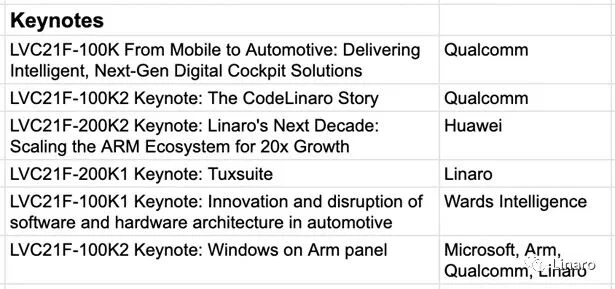 Keynotes
LVC21F-100K From Mobile to Automotive: Delivering
Intelligent, Next-Gen Digital Cockpit Solutions
Qualcomm
LVC21F-100K2 Keynote: The CodeLinaro Story
Qualcomm
LVC21F-200K2 Keynote: Linaro's Next Decade:
Scaling the ARM Ecosystem for 20x Growth
Huawei
LVC21F-200K1 Keynote: Tuxsuite
Linaro
LVC21F-100K1 Keynote: Innovation and disruption of
software and hardware architecture in automotive
Wards Intelligence
LVC21F-100K2 Keynote: Windows on Arm panel
Microsoft, Arm,
Qualcomm, Linaro
Linaro